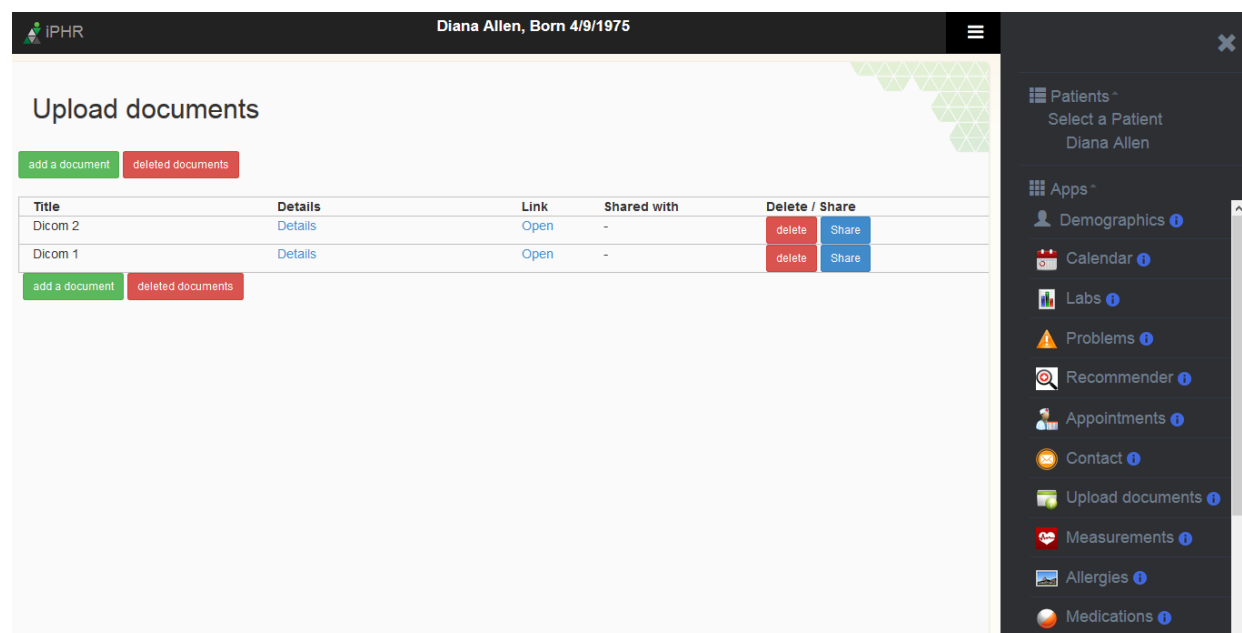 iPHR
Diana Allen, Born 4/9/1975
Upload documents
add a document deleted documents
Title Details Link Shared with Delete / Share
Dicom 2 Details Open - delete Share
Dicom 1 Details Open - delete Share
add a document deleted documents
Patients
Select a Patient
Diana Allen
Apps
Demographics
Calendar
Labs
Problems
Recommender
Appointments
Contact
Upload documents
Measurements
Allergies
Medications